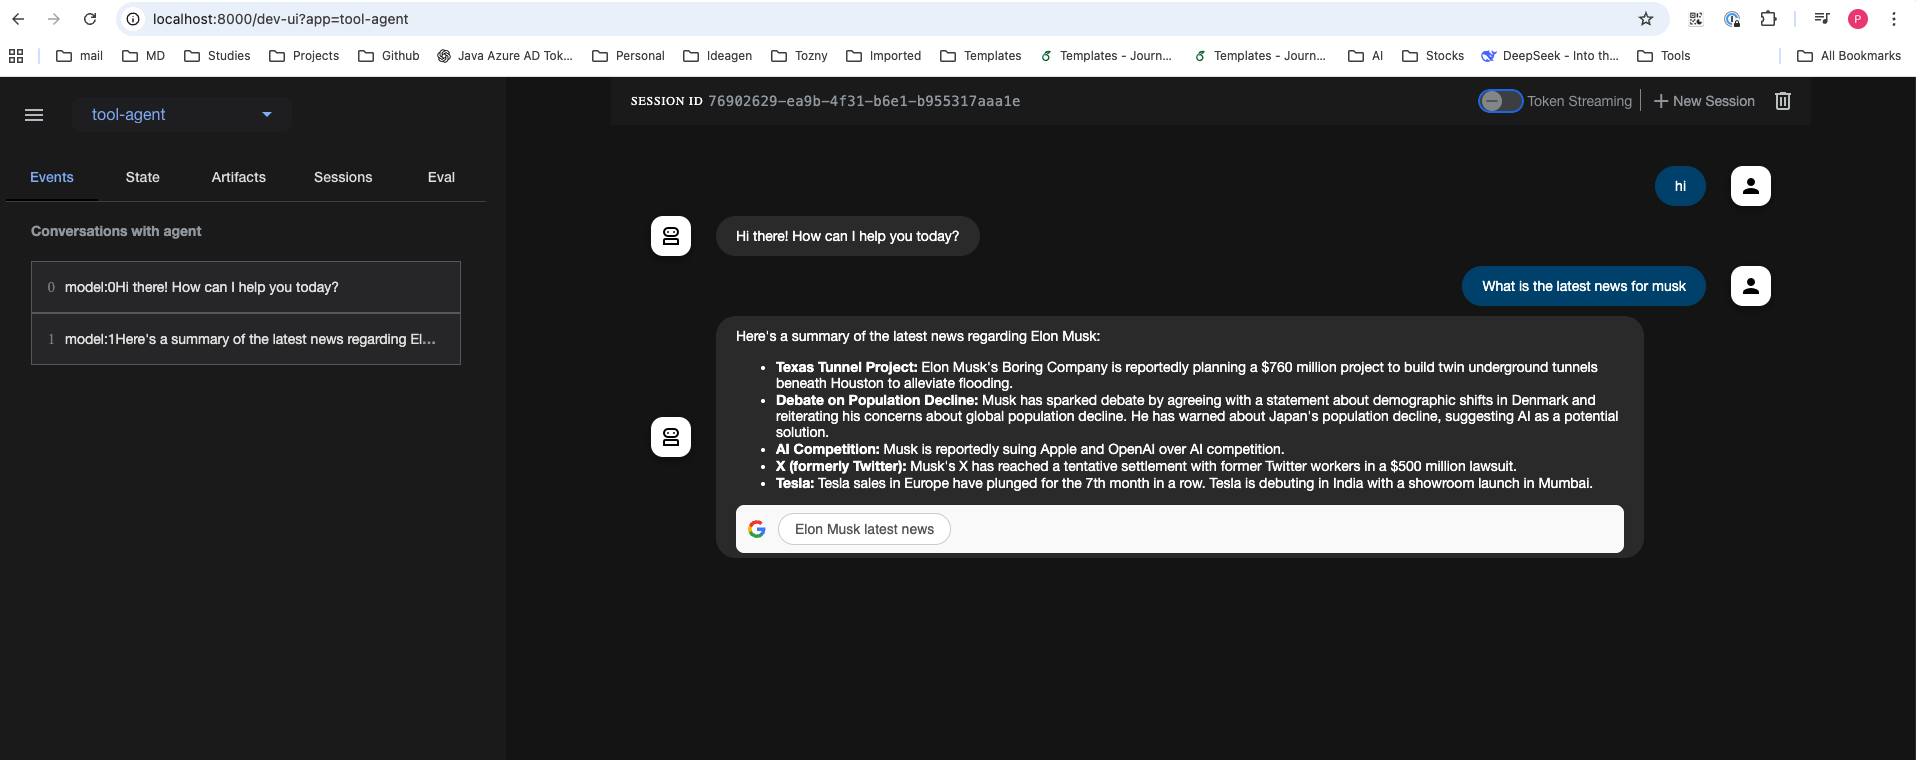 localhost:8000/dev-ui?app=tool-agent
P
mail MD Studies Projects Github Java Azure AD Tok... Personal Ideagen Tozny Imported Templates Templates - Journ... Templates - Journ... AI Stocks DeepSeek - Into th... Tools All Bookmarks
tool-agent
SESSION ID 76902629-ea9b-4f31-b6e1-b955317aaa1e
Token Streaming
New Session
Events State Artifacts Sessions Eval
Conversations with agent
0 model:0Hi there! How can I help you today?
1 model:1Here's a summary of the latest news regarding El...
hi
Hi there! How can I help you today?
What is the latest news for musk
Here's a summary of the latest news regarding Elon Musk:
• Texas Tunnel Project: Elon Musk's Boring Company is reportedly planning a $760 million project to build twin underground tunnels
beneath Houston to alleviate flooding.
• Debate on Population Decline: Musk has sparked debate by agreeing with a statement about demographic shifts in Denmark and
reiterating his concerns about global population decline. He has warned about Japan's population decline, suggesting AI as a potential
solution.
• AI Competition: Musk is reportedly suing Apple and OpenAI over AI competition.
• X (formerly Twitter): Musk's X has reached a tentative settlement with former Twitter workers in a $500 million lawsuit.
• Tesla: Tesla sales in Europe have plunged for the 7th month in a row. Tesla is debuting in India with a showroom launch in Mumbai.
G
Elon Musk latest news